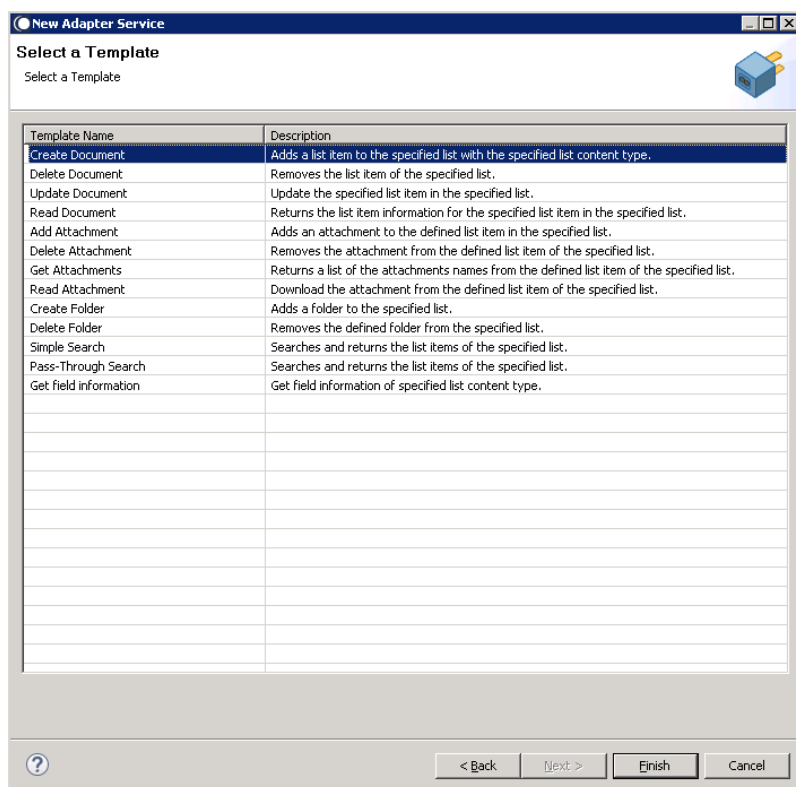 New Adapter Service
Select a Template
Select a Template
Template Name Description
Create Document Adds a list item to the specified list with the specified list content type.
Delete Document Removes the list item of the specified list.
Update Document Update the specified list item in the specified list.
Read Document Returns the list item information for the specified list item in the specified list.
Add Attachment Adds an attachment to the defined list item in the specified list.
Delete Attachment Removes the attachment from the defined list item of the specified list.
Get Attachments Returns a list of the attachments names from the defined list item of the specified list.
Read Attachment Download the attachment from the defined list item of the specified list.
Create Folder Adds a folder to the specified list.
Delete Folder Removes the defined folder from the specified list.
Simple Search Searches and returns the list items of the specified list.
Pass-Through Search Searches and returns the list items of the specified list.
Get field information Get field information of specified list content type.
? < Back Next > Finish Cancel